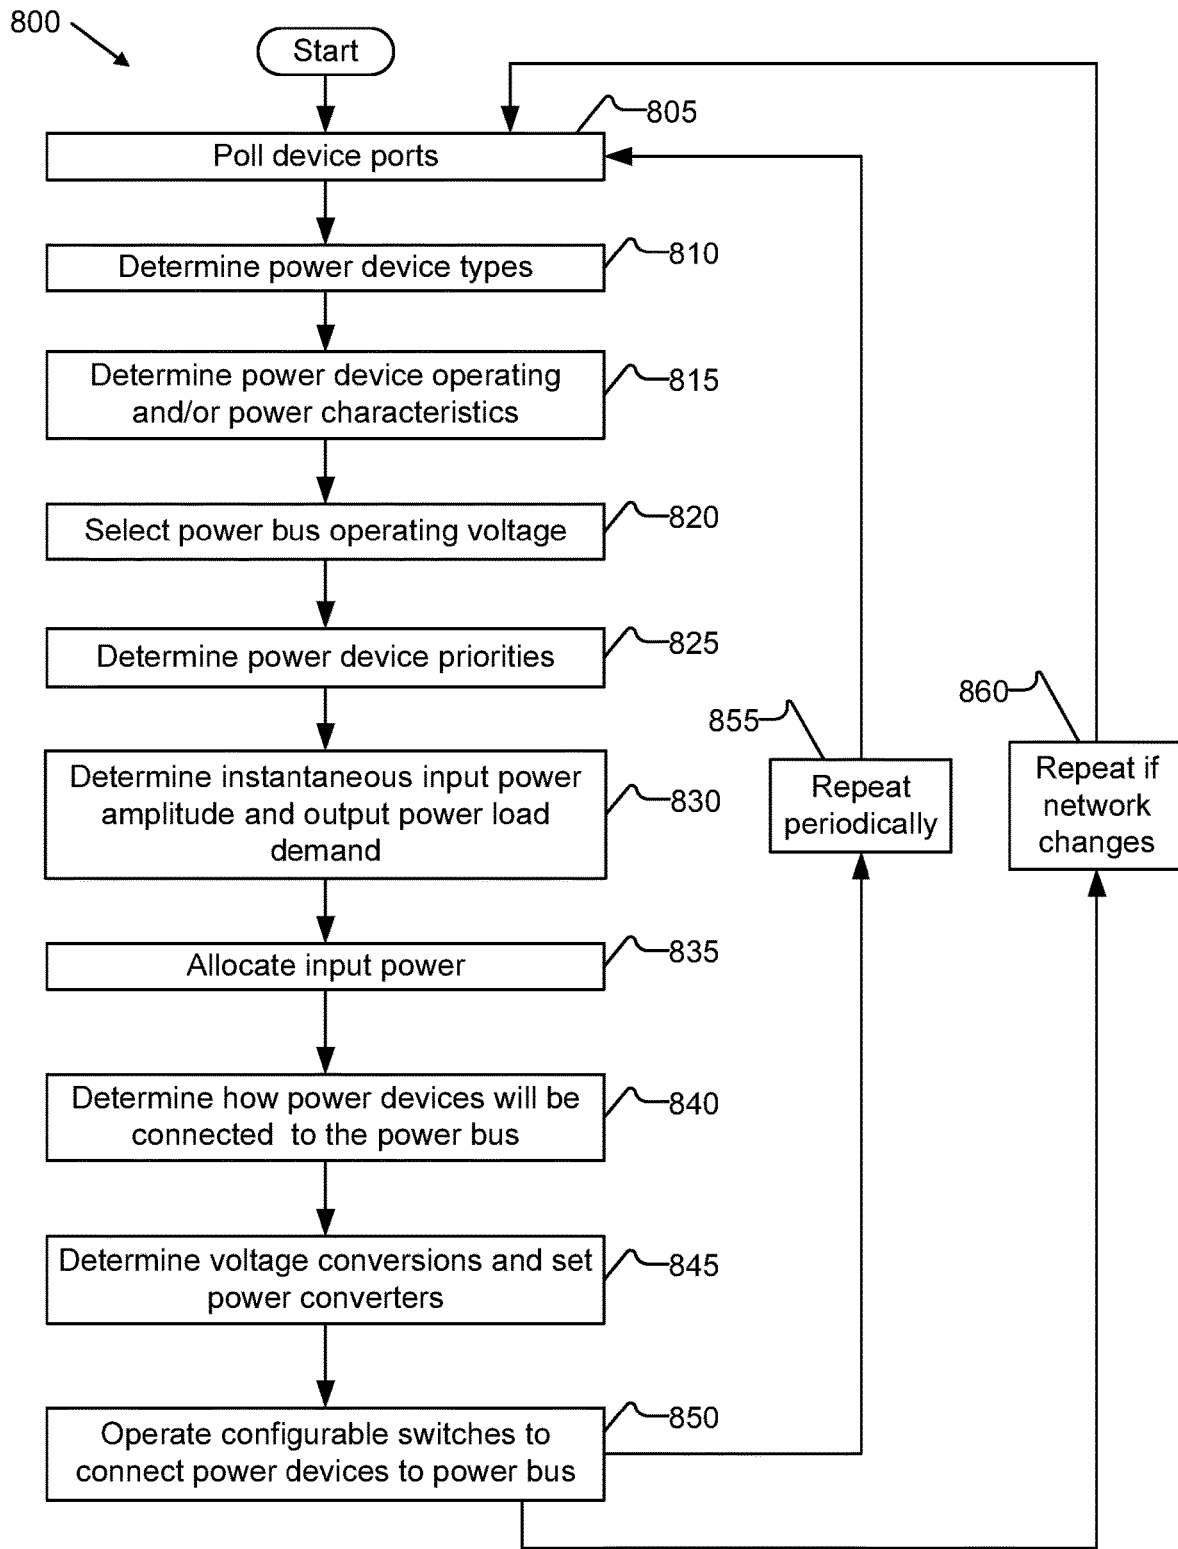 800
Start
805
Poll device ports
810
Determine power device types
Determine power device operating
and/or power characteristics
815
Select power bus operating voltage
820
Determine power device priorities
825
Determine instantaneous input power
amplitude and output power load
demand
830
Allocate input power
835
Determine how power devices will be
connected to the power bus
840
Determine voltage conversions and set
power converters
845
Operate configurable switches to
connect power devices to power bus
850
855
Repeat
periodically
860
Repeat if
network
changes